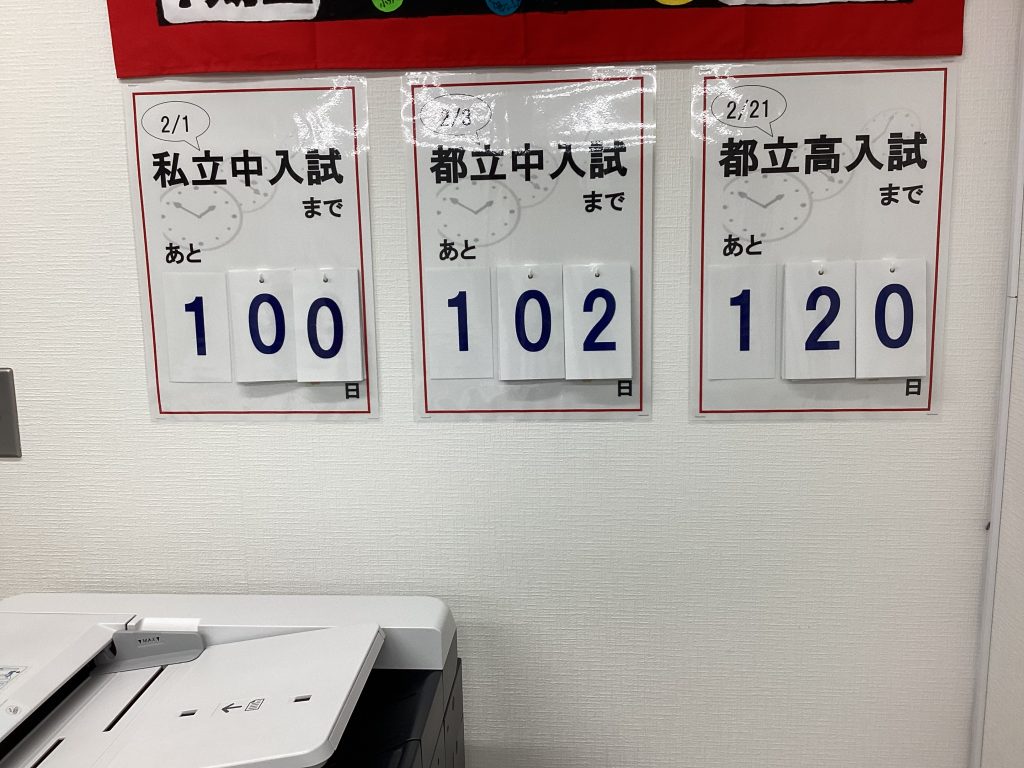 2/1
私立中入試
まで
あと
100
日
2/3
都立中入試
まで
あと
102
日
2/21
都立高入試
まで
あと
120
日
▼MAX▼